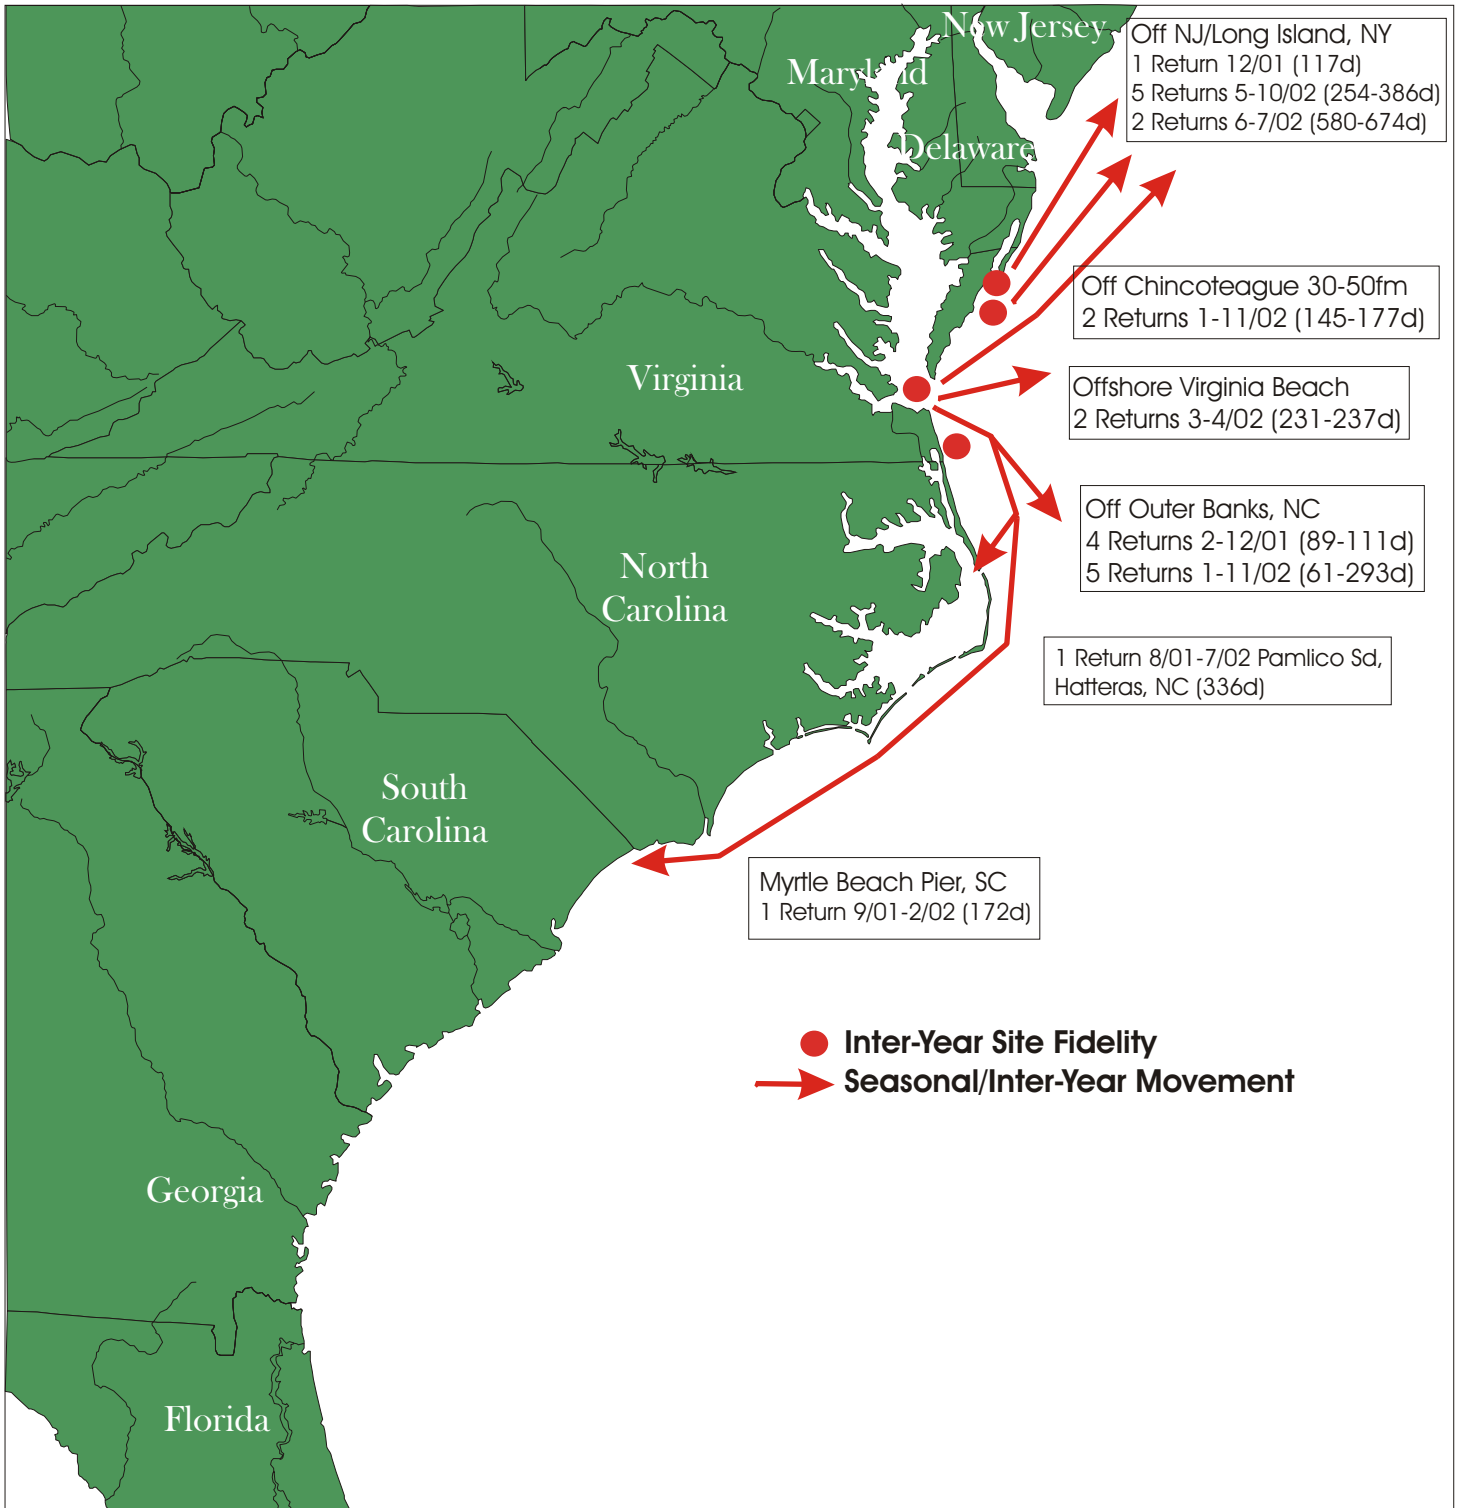 New Jersey
Off NJ/Long Island, NY
1 Return 12/01 (117d)
5 Returns 5-10/02 (254-386d)
2 Returns 6-7/02 (580-674d)
Maryland
Delaware
Off Chincoteague 30-50fm
2 Returns 1-11/02 (145-177d)
Virginia
Offshore Virginia Beach
2 Returns 3-4/02 (231-237d)
Off Outer Banks, NC
4 Returns 2-12/01 (89-111d)
5 Returns 1-11/02 (61-293d)
North
Carolina
1 Return 8/01-7/02 Pamlico Sd,
Hatteras, NC (336d)
South
Carolina
Myrtle Beach Pier, SC
1 Return 9/01-2/02 (172d)
Inter-Year Site Fidelity
Seasonal/Inter-Year Movement
Georgia
Florida